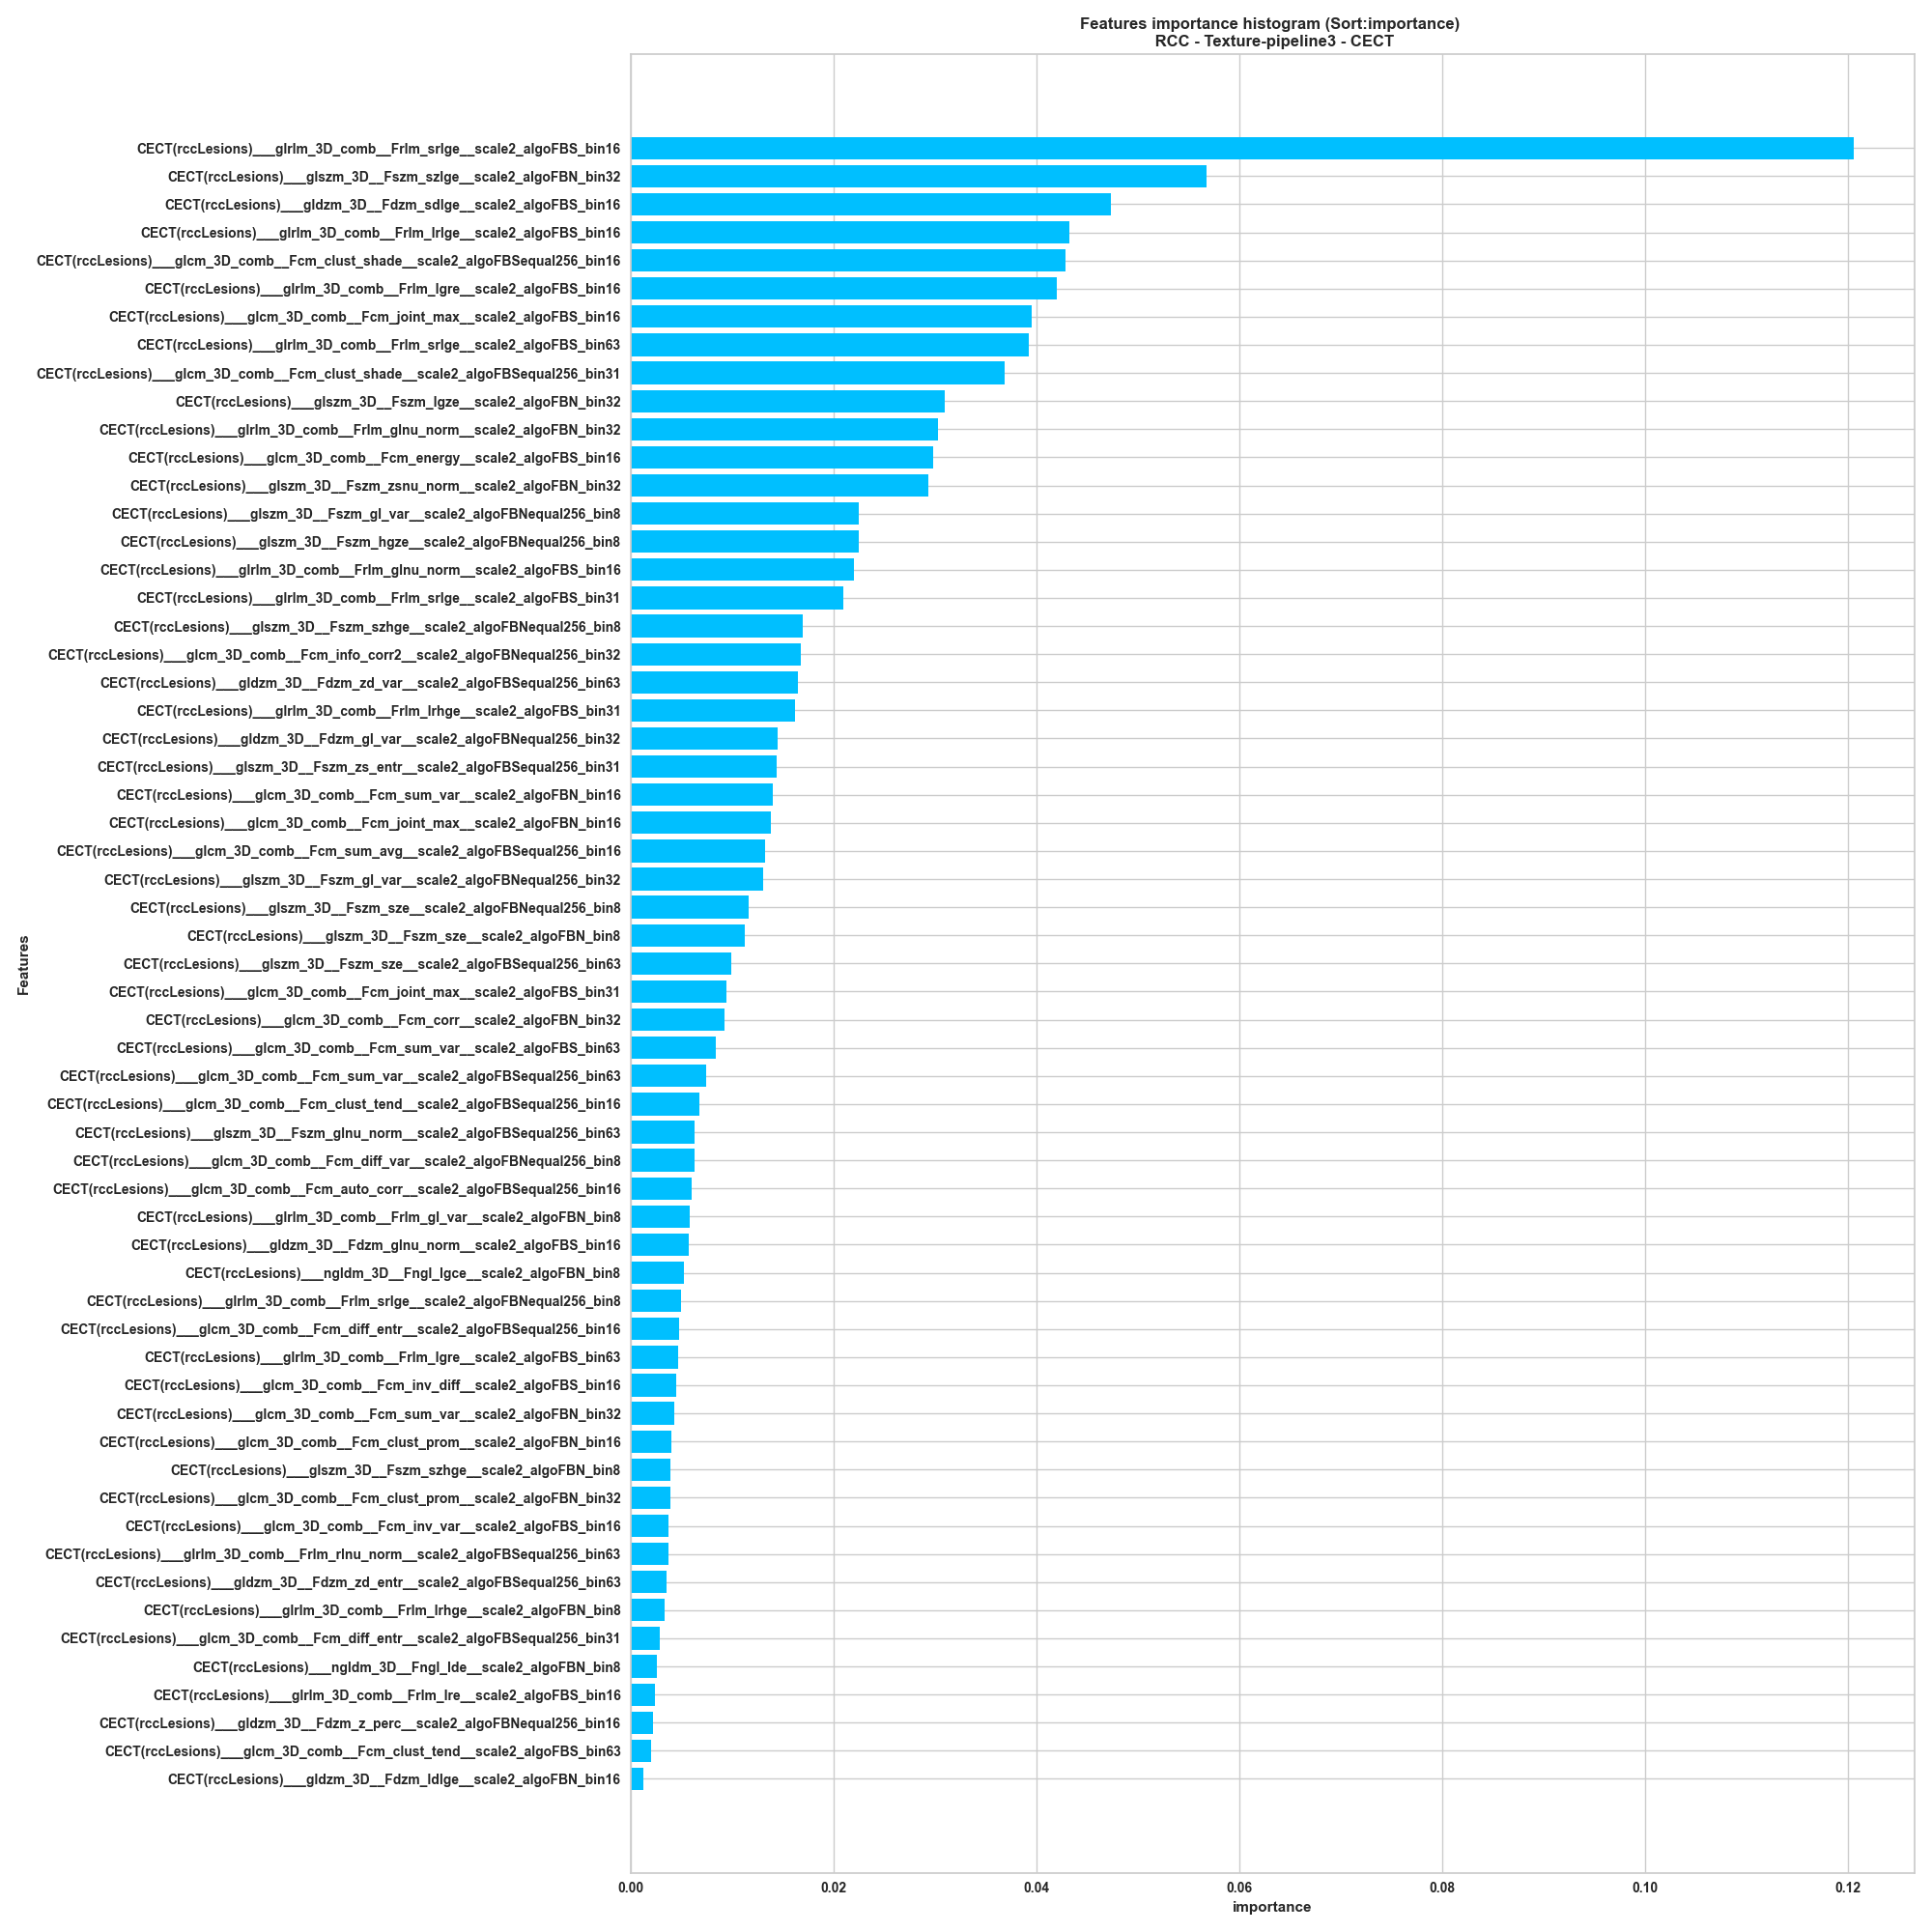 Features importance histogram (Sort:importance)
RCC - Texture-pipeline3 - CECT
CECT(rccLesions)___glrlm_3D_comb__Frlm_srlge__scale2_algoFBS_bin16
CECT(rccLesions)___glszm_3D__Fszm_szlge__scale2_algoFBN_bin32
CECT(rccLesions)___gldzm_3D__Fdzm_sdlge__scale2_algoFBS_bin16
CECT(rccLesions)___glrlm_3D_comb__Frlm_lrlge__scale2_algoFBS_bin16
CECT(rccLesions)___glcm_3D_comb__Fcm_clust_shade__scale2_algoFBSequal256_bin16
CECT(rccLesions)___glrlm_3D_comb__Frlm_lgre__scale2_algoFBS_bin16
CECT(rccLesions)___glcm_3D_comb__Fcm_joint_max__scale2_algoFBS_bin16
CECT(rccLesions)___glrlm_3D_comb__Frlm_srlge__scale2_algoFBS_bin63
CECT(rccLesions)___glcm_3D_comb__Fcm_clust_shade__scale2_algoFBSequal256_bin31
CECT(rccLesions)___glszm_3D__Fszm_lgze__scale2_algoFBN_bin32
CECT(rccLesions)___glrlm_3D_comb__Frlm_glnu_norm__scale2_algoFBN_bin32
CECT(rccLesions)___glcm_3D_comb__Fcm_energy__scale2_algoFBS_bin16
CECT(rccLesions)___glszm_3D__Fszm_zsnu_norm__scale2_algoFBN_bin32
CECT(rccLesions)___glszm_3D__Fszm_gl_var__scale2_algoFBNequal256_bin8
CECT(rccLesions)___glszm_3D__Fszm_hgze__scale2_algoFBNequal256_bin8
CECT(rccLesions)___glrlm_3D_comb__Frlm_glnu_norm__scale2_algoFBS_bin16
CECT(rccLesions)___glrlm_3D_comb__Frlm_srlge__scale2_algoFBS_bin31
CECT(rccLesions)___glszm_3D__Fszm_szhge__scale2_algoFBNequal256_bin8
CECT(rccLesions)___glcm_3D_comb__Fcm_info_corr2__scale2_algoFBNequal256_bin32
CECT(rccLesions)___gldzm_3D__Fdzm_zd_var__scale2_algoFBSequal256_bin63
CECT(rccLesions)___glrlm_3D_comb__Frlm_lrhge__scale2_algoFBS_bin31
CECT(rccLesions)___gldzm_3D__Fdzm_gl_var__scale2_algoFBNequal256_bin32
CECT(rccLesions)___glszm_3D__Fszm_zs_entr__scale2_algoFBSequal256_bin31
CECT(rccLesions)___glcm_3D_comb__Fcm_sum_var__scale2_algoFBN_bin16
CECT(rccLesions)___glcm_3D_comb__Fcm_joint_max__scale2_algoFBN_bin16
CECT(rccLesions)___glcm_3D_comb__Fcm_sum_avg__scale2_algoFBSequal256_bin16
CECT(rccLesions)___glszm_3D__Fszm_gl_var__scale2_algoFBNequal256_bin32
CECT(rccLesions)___glszm_3D__Fszm_sze__scale2_algoFBNequal256_bin8
CECT(rccLesions)___glszm_3D__Fszm_sze__scale2_algoFBN_bin8
CECT(rccLesions)___glszm_3D__Fszm_sze__scale2_algoFBSequal256_bin63
CECT(rccLesions)___glcm_3D_comb__Fcm_joint_max__scale2_algoFBS_bin31
CECT(rccLesions)___glcm_3D_comb__Fcm_corr__scale2_algoFBN_bin32
CECT(rccLesions)___glcm_3D_comb__Fcm_sum_var__scale2_algoFBS_bin63
CECT(rccLesions)___glcm_3D_comb__Fcm_sum_var__scale2_algoFBSequal256_bin63
CECT(rccLesions)___glcm_3D_comb__Fcm_clust_tend__scale2_algoFBSequal256_bin16
CECT(rccLesions)___glszm_3D__Fszm_glnu_norm__scale2_algoFBSequal256_bin63
CECT(rccLesions)___glcm_3D_comb__Fcm_diff_var__scale2_algoFBNequal256_bin8
CECT(rccLesions)___glcm_3D_comb__Fcm_auto_corr__scale2_algoFBSequal256_bin16
CECT(rccLesions)___glrlm_3D_comb__Frlm_gl_var__scale2_algoFBN_bin8
CECT(rccLesions)___gldzm_3D__Fdzm_glnu_norm__scale2_algoFBS_bin16
CECT(rccLesions)___ngldm_3D__Fngl_lgce__scale2_algoFBN_bin8
CECT(rccLesions)___glrlm_3D_comb__Frlm_srlge__scale2_algoFBNequal256_bin8
CECT(rccLesions)___glcm_3D_comb__Fcm_diff_entr__scale2_algoFBSequal256_bin16
CECT(rccLesions)___glrlm_3D_comb__Frlm_lgre__scale2_algoFBS_bin63
CECT(rccLesions)___glcm_3D_comb__Fcm_inv_diff__scale2_algoFBS_bin16
CECT(rccLesions)___glcm_3D_comb__Fcm_sum_var__scale2_algoFBN_bin32
CECT(rccLesions)___glcm_3D_comb__Fcm_clust_prom__scale2_algoFBN_bin16
CECT(rccLesions)___glszm_3D__Fszm_szhge__scale2_algoFBN_bin8
CECT(rccLesions)___glcm_3D_comb__Fcm_clust_prom__scale2_algoFBN_bin32
CECT(rccLesions)___glcm_3D_comb__Fcm_inv_var__scale2_algoFBS_bin16
CECT(rccLesions)___glrlm_3D_comb__Frlm_rlnu_norm__scale2_algoFBSequal256_bin63
CECT(rccLesions)___gldzm_3D__Fdzm_zd_entr__scale2_algoFBSequal256_bin63
CECT(rccLesions)___glrlm_3D_comb__Frlm_lrhge__scale2_algoFBN_bin8
CECT(rccLesions)___glcm_3D_comb__Fcm_diff_entr__scale2_algoFBSequal256_bin31
CECT(rccLesions)___ngldm_3D__Fngl_lde__scale2_algoFBN_bin8
CECT(rccLesions)___glrlm_3D_comb__Frlm_lre__scale2_algoFBS_bin16
CECT(rccLesions)___gldzm_3D__Fdzm_z_perc__scale2_algoFBNequal256_bin16
CECT(rccLesions)___glcm_3D_comb__Fcm_clust_tend__scale2_algoFBS_bin63
CECT(rccLesions)___gldzm_3D__Fdzm_ldlge__scale2_algoFBN_bin16
Features
0.00 0.02 0.04 0.06 0.08 0.10 0.12
importance